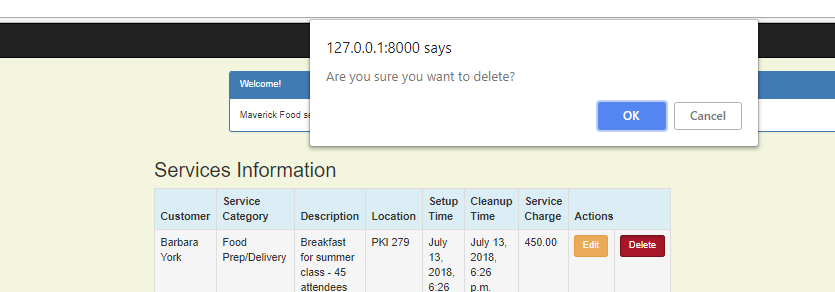 127.0.0.1:8000 says
Are you sure you want to delete?
OK Cancel
Welcome!
Maverick Food se
Services Information
Customer Service Category Description Location Setup Time Cleanup Time Service Charge Actions
Barbara York Food Prep/Delivery Breakfast for summer class - 45 attendees PKI 279 July 13, 2018, 6:26 July 13, 2018, 6:26 p.m. 450.00 Edit Delete